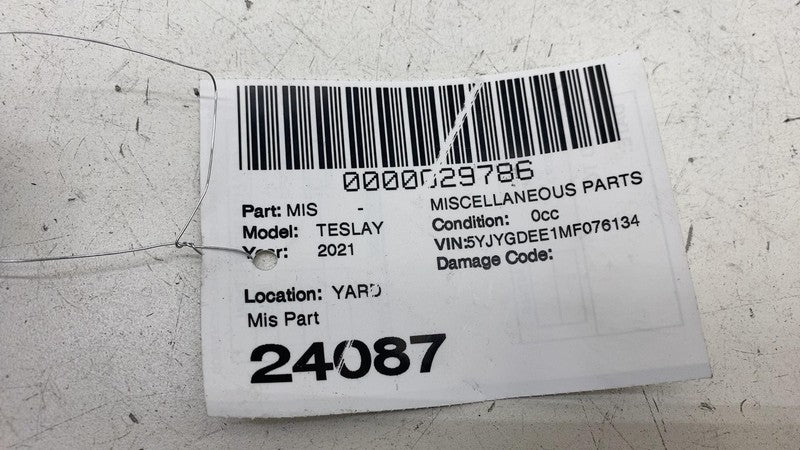 0000029786
Part: MIS - MISCELLANEOUS PARTS
Model: TESLAY Condition: 0cc
Year: 2021 VIN:5YJYGDEE1MF076134
Damage Code:
Location: YARD
Mis Part
24087